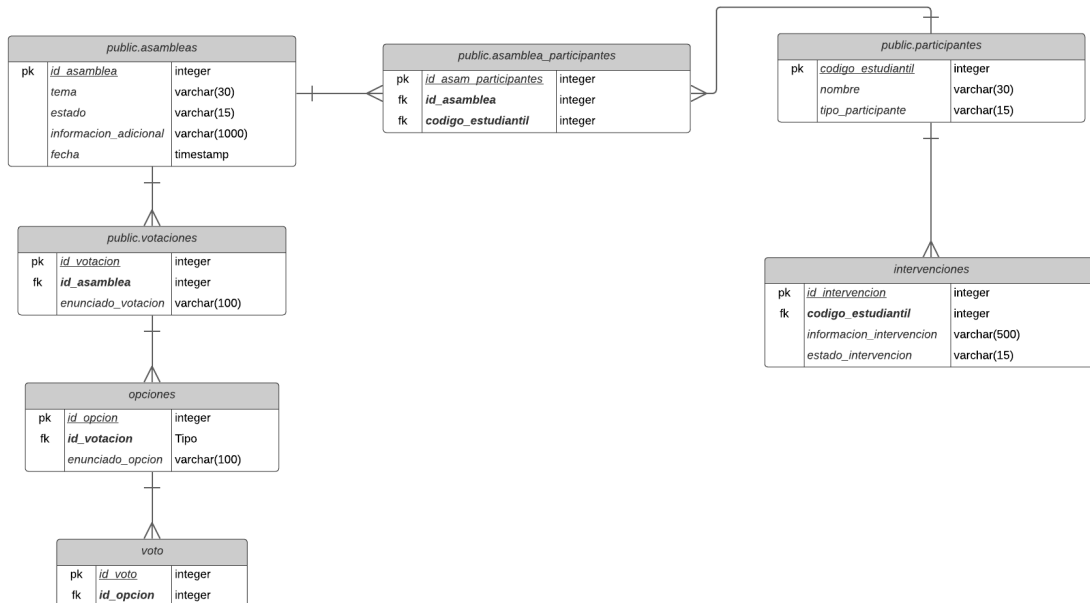 public.asambleas
pk id_asamblea integer
tema varchar(30)
estado varchar(15)
informacion_adicional varchar(1000)
fecha timestamp
public.asamblea_participantes
pk id_asam_participantes integer
fk id_asamblea integer
fk codigo_estudiantil integer
public.participantes
pk codigo_estudiantil integer
nombre varchar(30)
tipo_participante varchar(15)
public.votaciones
pk id_votacion integer
fk id_asamblea integer
enunciado_votacion varchar(100)
intervenciones
pk id_intervencion integer
fk codigo_estudiantil integer
informacion_intervencion varchar(500)
estado_intervencion varchar(15)
opciones
pk id_opcion integer
fk id_votacion Tipo
enunciado_opcion varchar(100)
voto
pk id_voto integer
fk id_opcion integer